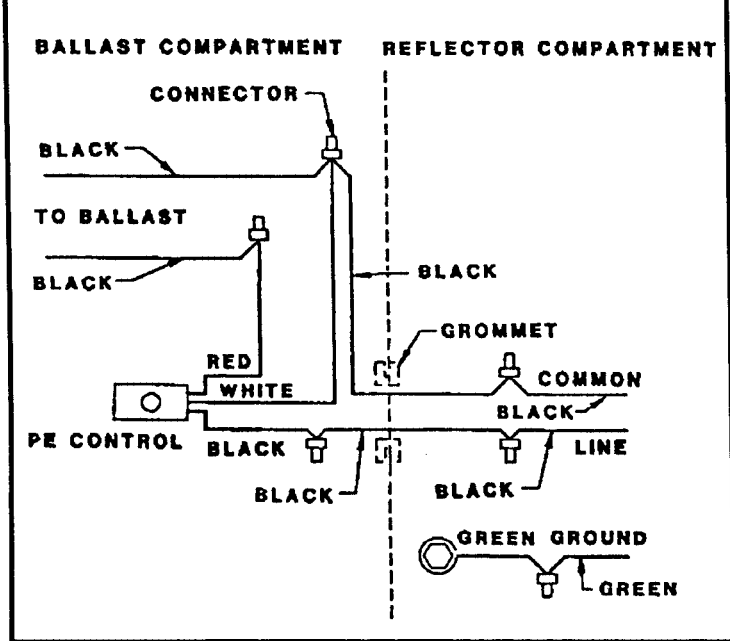 BALLAST COMPARTMENT
REFLECTOR COMPARTMENT
CONNECTOR
BLACK
TO BALLAST
BLACK
BLACK
GROMMET
RED
WHITE
COMMON
BLACK
PE CONTROL
BLACK
LINE
BLACK
BLACK
GREEN GROUND
GREEN